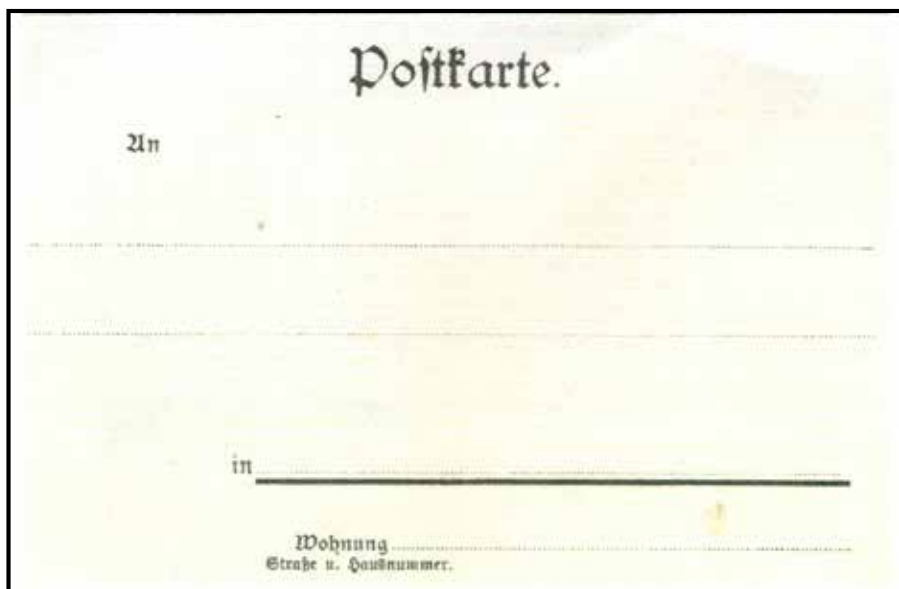 Postkarte.
An
in
Wohnung
Straße u. Hausnummer.